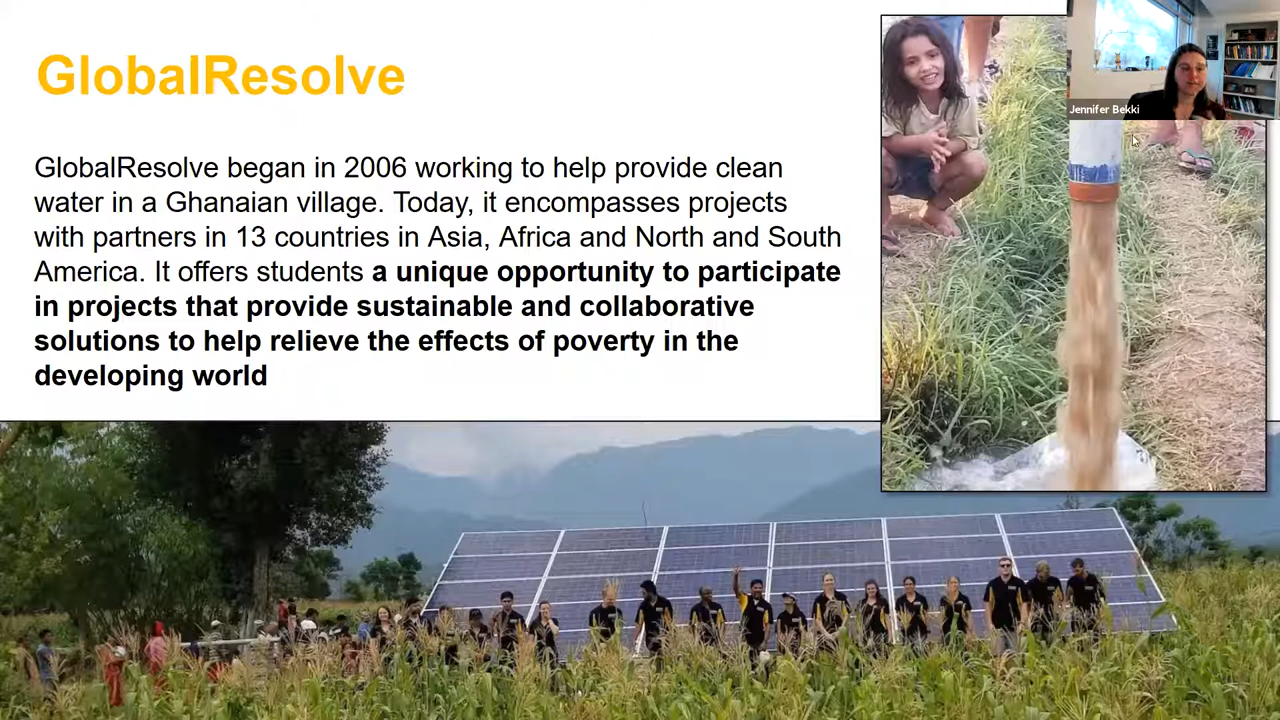 GlobalResolve
Jennifer Bekki
GlobalResolve began in 2006 working to help provide clean
water in a Ghanaian village. Today, it encompasses projects
with partners in 13 countries in Asia, Africa and North and South
America. It offers students a unique opportunity to participate
in projects that provide sustainable and collaborative
solutions to help relieve the effects of poverty in the
developing world